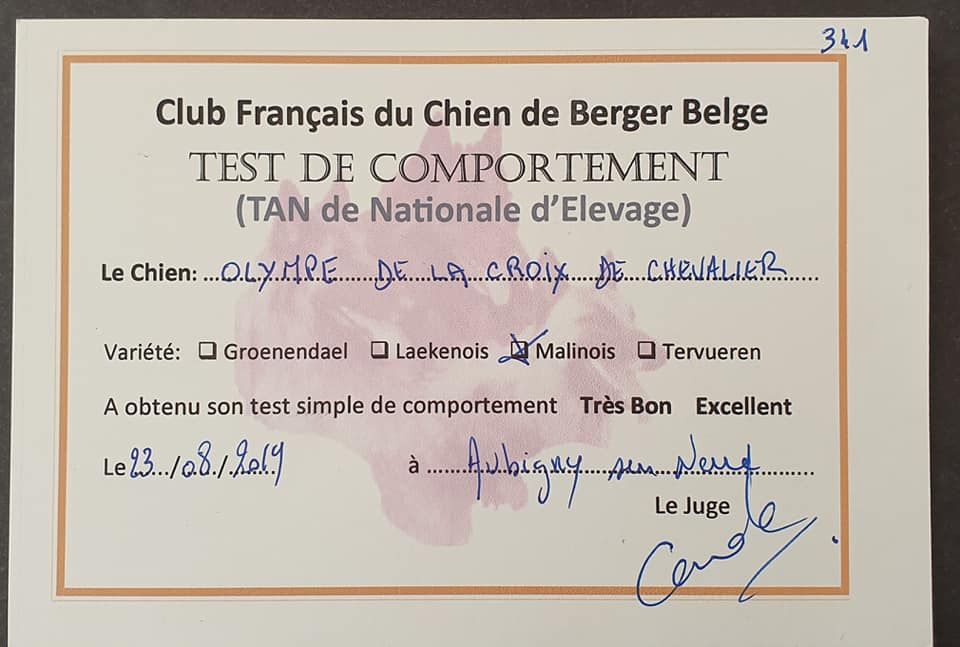 341
Club Français du Chien de Berger Belge
TEST DE COMPORTEMENT
(TAN de Nationale d'Elevage)
Le Chien: ...OLYMPE DE LA CROIX DE CHEVALIER...
Variété: ❑ Groenendael ❑ Laekenois ❑ Malinois ❑ Tervueren
A obtenu son test simple de comportement Très Bon Excellent
Le 23.../08./.2019 à ...Aubigny sur
Le Juge